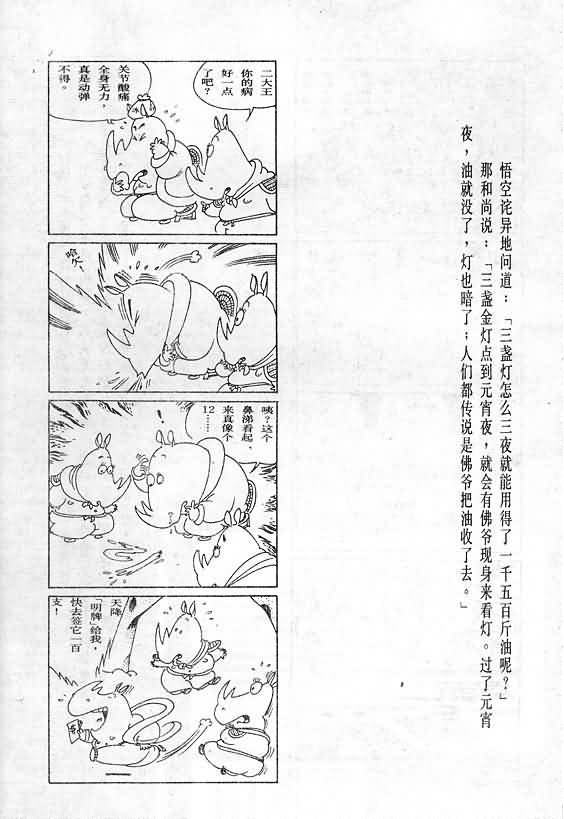 悟空诧异地问道：「三盏灯怎么三夜就能用得了一千五百斤油呢？」
那和尚说：「三盏金灯点到元宵夜，就会有佛爷现身来看灯。过了元宵
夜，油就没了，灯也暗了；人们都传说是佛爷把油收了去。」
二大王
你的病
好一点
了吧？
关节酸痛
全身无力，
真是动弹
不得。
咦？这个
鼻涕看起
来真像个
12……
天降
「明牌」给我，
快去签它一百
支！